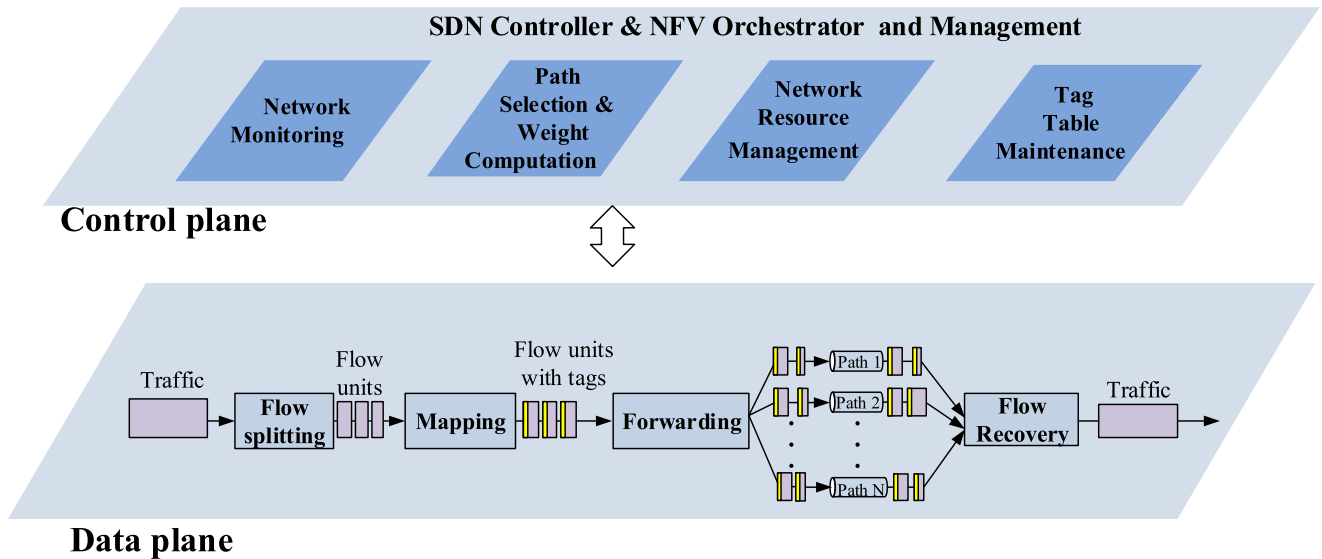 SDN Controller & NFV Orchestrator and Management
Network
Monitoring
Path
Selection &
Weight
Computation
Network
Resource
Management
Tag
Table
Maintenance
Control plane
Traffic
Flow
splitting
Flow
units
Mapping
Flow units
with tags
Forwarding
Path 1
Path 2
Path N
Flow
Recovery
Traffic
Data plane